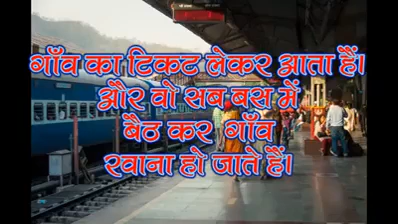 गाँव का टिकट लेकर आता हैं।
और वो सब बस में
बैठ कर गाँव
रवाना हो जाते हैं।